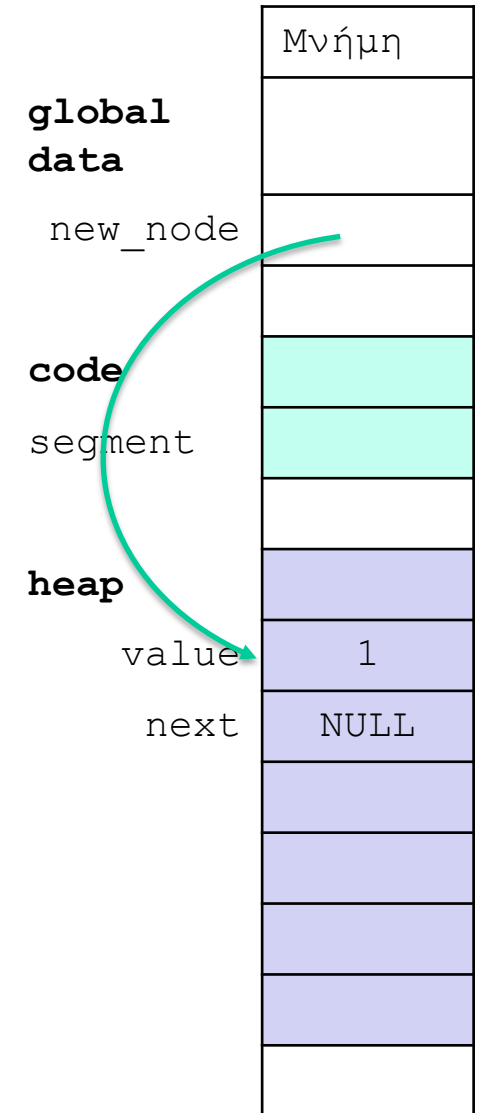 Μνήμη
global
data
new_node
code
segment
heap
value 1
next NULL